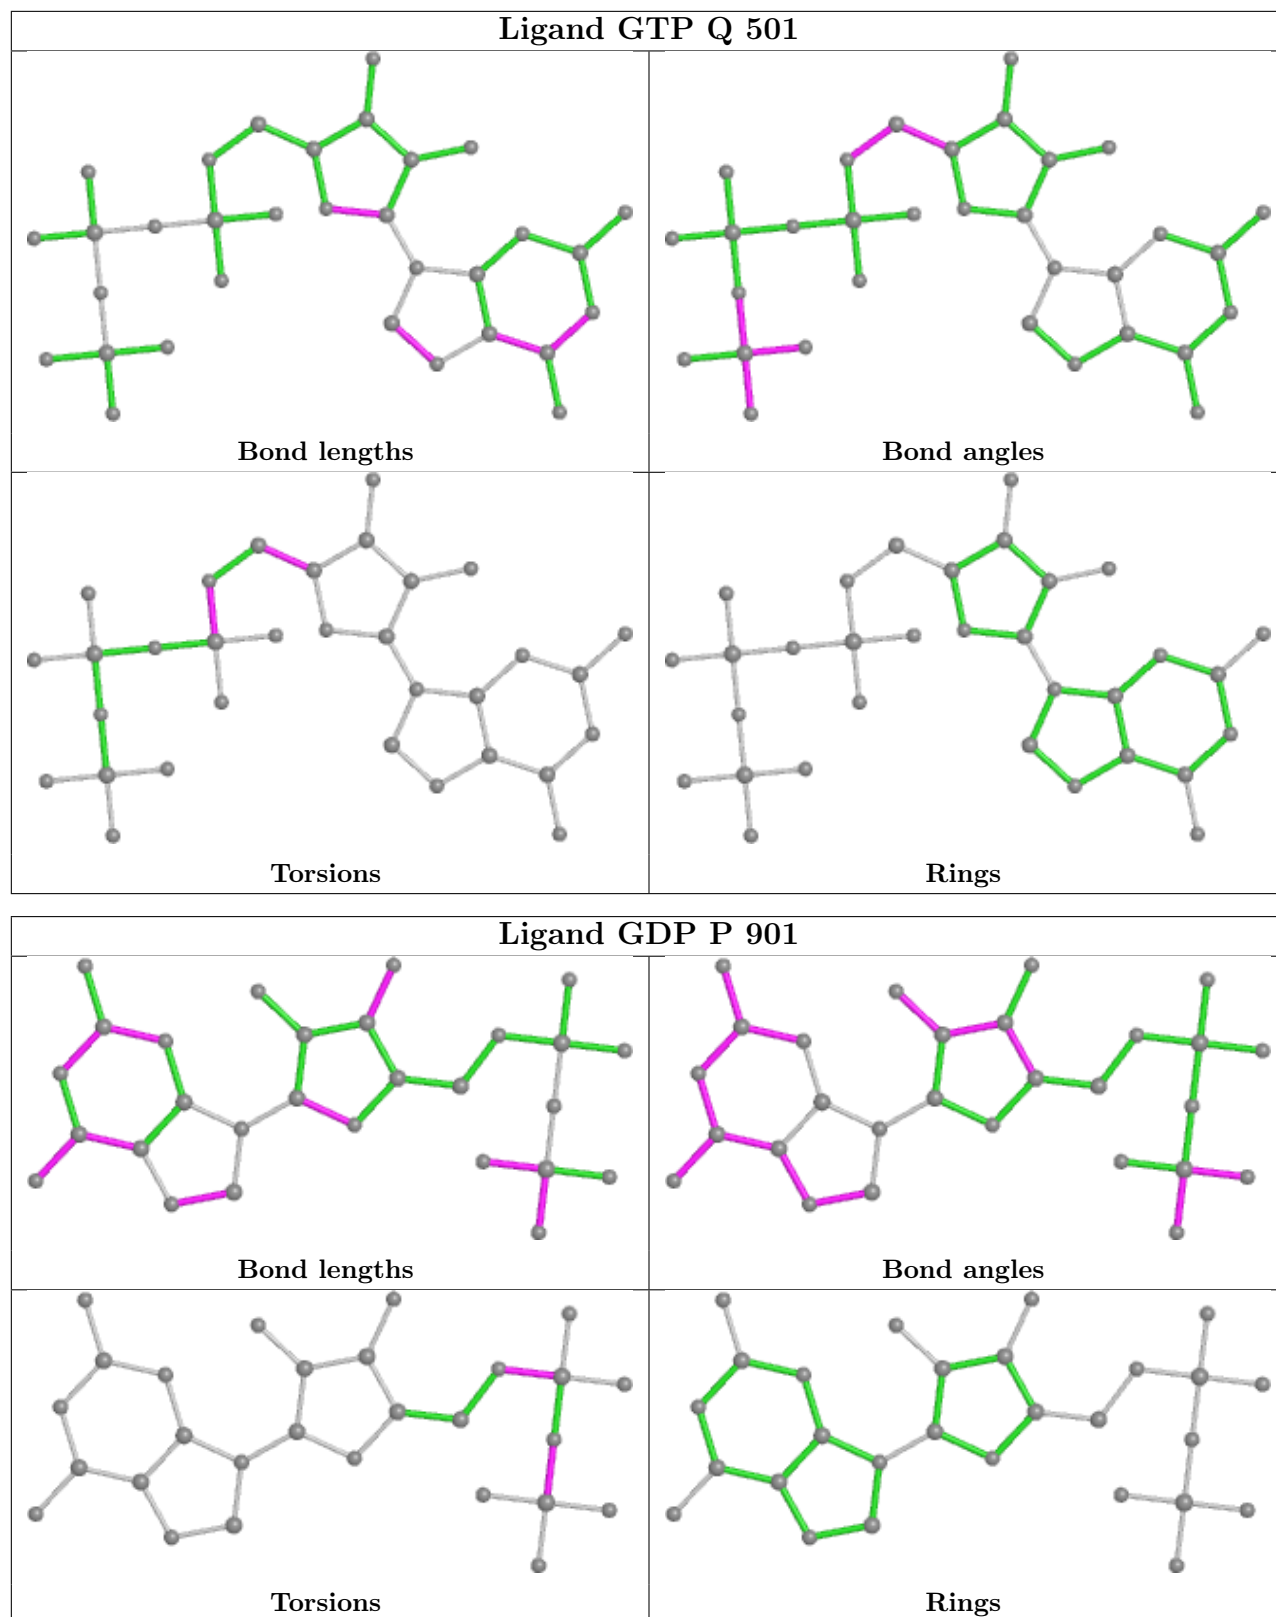 Ligand GTP Q 501
Bond lengths
Bond angles
Torsions
Rings
Ligand GDP P 901
Bond lengths
Bond angles
Torsions
Rings